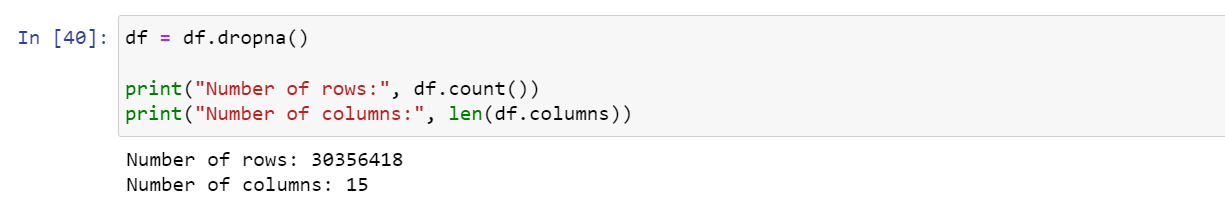 In [40]: df = df.dropna()
print("Number of rows:", df.count())
print("Number of columns:", len(df.columns))
Number of rows: 30356418
Number of columns: 15